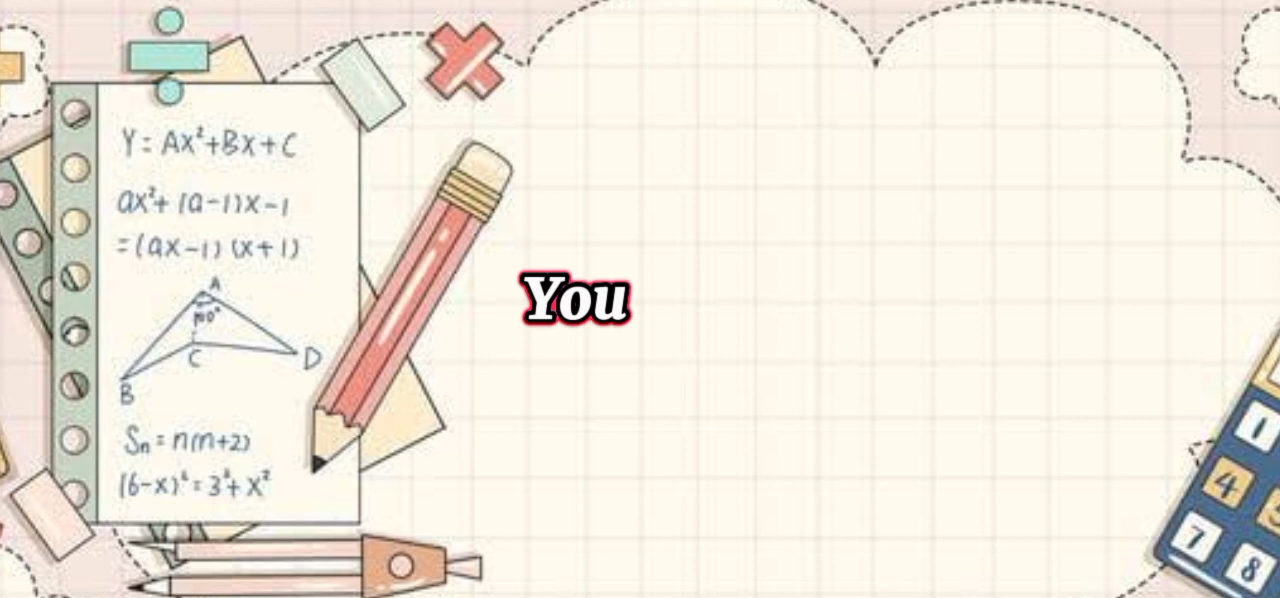 Y = Ax²+Bx+C
ax²+(a-1)x-1
=(ax-1)(x+1)
A
C
D
B
Sₙ = n(n+2)
(6-x)²=3²+x²
You
1
4
7
8